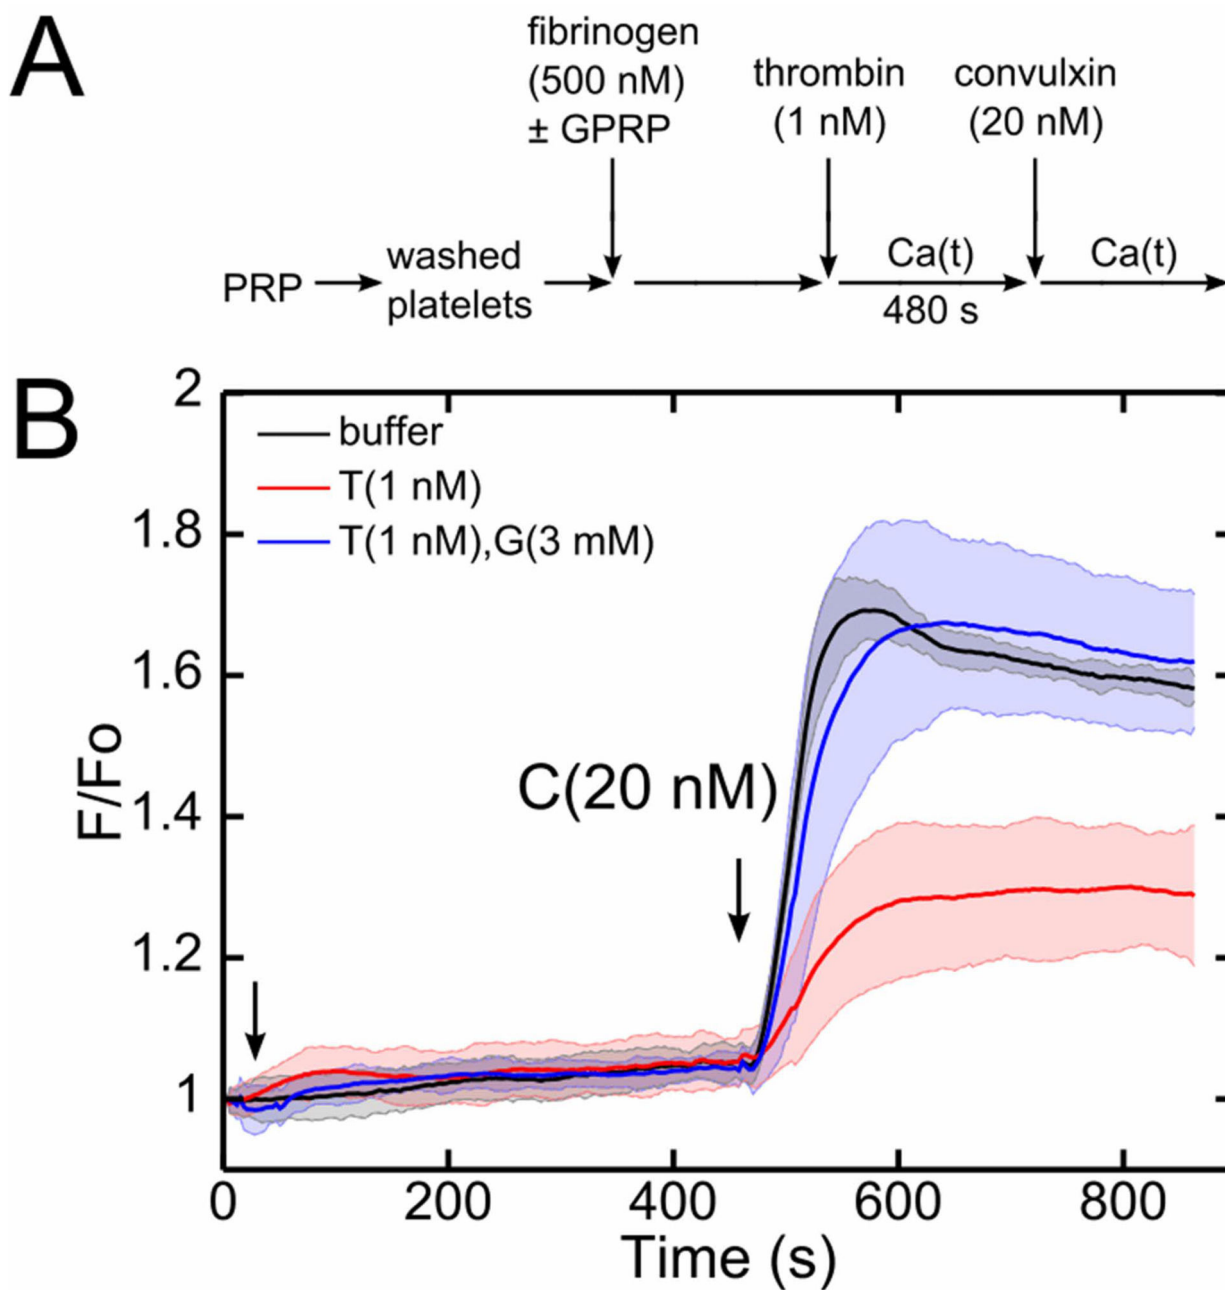 A
fibrinogen
(500 nM)
± GPRP
thrombin
(1 nM)
convulxin
(20 nM)
PRP
washed
platelets
Ca(t)
480 s
Ca(t)
B
buffer
T(1 nM)
T(1 nM),G(3 mM)
C(20 nM)
F/Fo
2
1.8
1.6
1.4
1.2
1
0
200
400
600
800
Time (s)